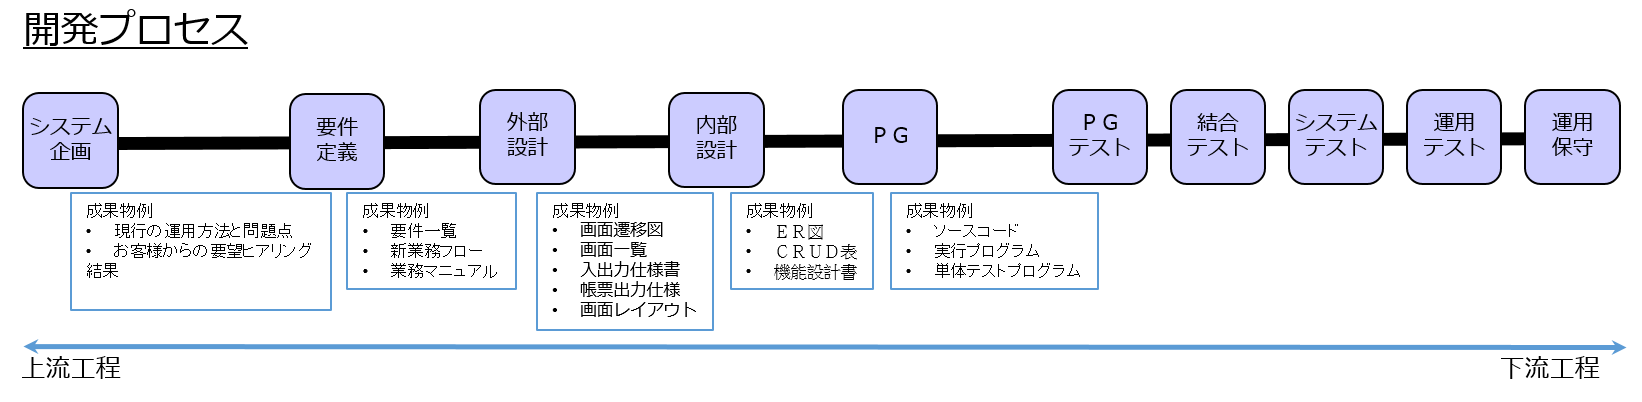 開発プロセス
システム
企画
要件
定義
外部
設計
内部
設計
ＰＧ
ＰＧ
テスト
結合
テスト
システム
テスト
運用
テスト
運用
保守
成果物例
• 現行の運用方法と問題点
• お客様からの要望ヒアリング
結果
成果物例
• 要件一覧
• 新業務フロー
• 業務マニュアル
成果物例
• 画面遷移図
• 画面一覧
• 入出力仕様書
• 帳票出力仕様
• 画面レイアウト
成果物例
• ＥＲ図
• ＣＲＵＤ表
• 機能設計書
成果物例
• ソースコード
• 実行プログラム
• 単体テストプログラム
上流工程
下流工程